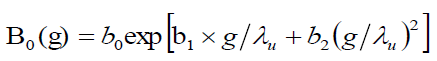 B₀(g) = b₀exp[b₁ × g/λᵤ + b₂(g/λᵤ)²]